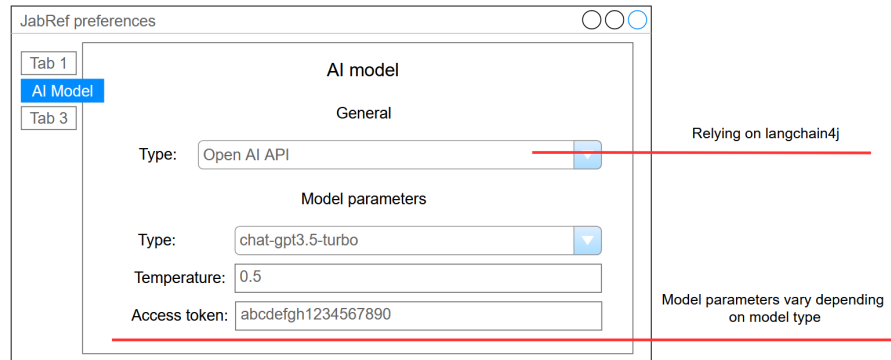 JabRef preferences
Tab 1
AI Model
Tab 3
AI model
General
Type: Open AI API
Relying on langchain4j
Model parameters
Type: chat-gpt3.5-turbo
Temperature: 0.5
Access token: abcdefgh1234567890
Model parameters vary depending
on model type